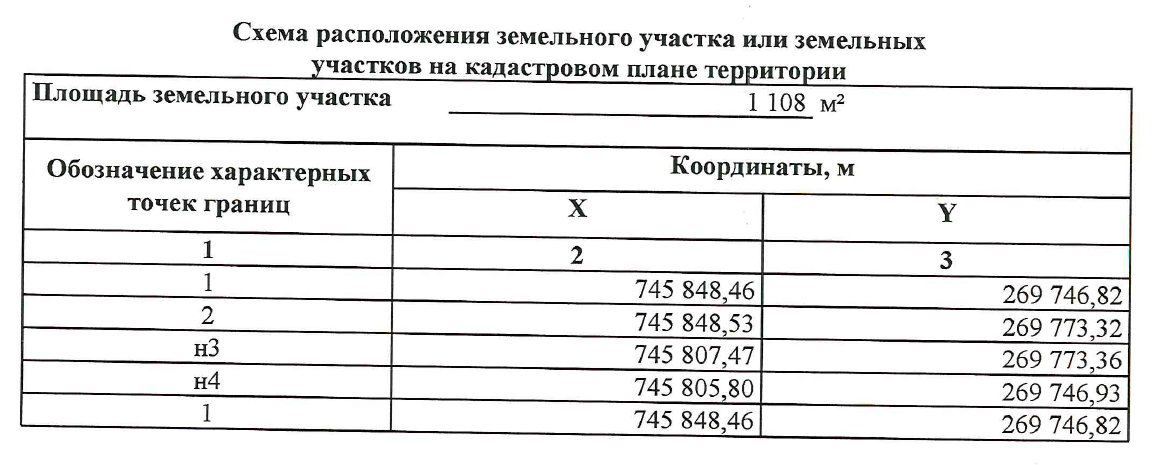 Схема расположения земельного участка или земельных
участков на кадастровом плане территории
Площадь земельного участка 1 108 м²
Обозначение характерных точек границ Координаты, м
X Y
1 2 3
1 745 848,46 269 746,82
2 745 848,53 269 773,32
н3 745 807,47 269 773,36
н4 745 805,80 269 746,93
1 745 848,46 269 746,82